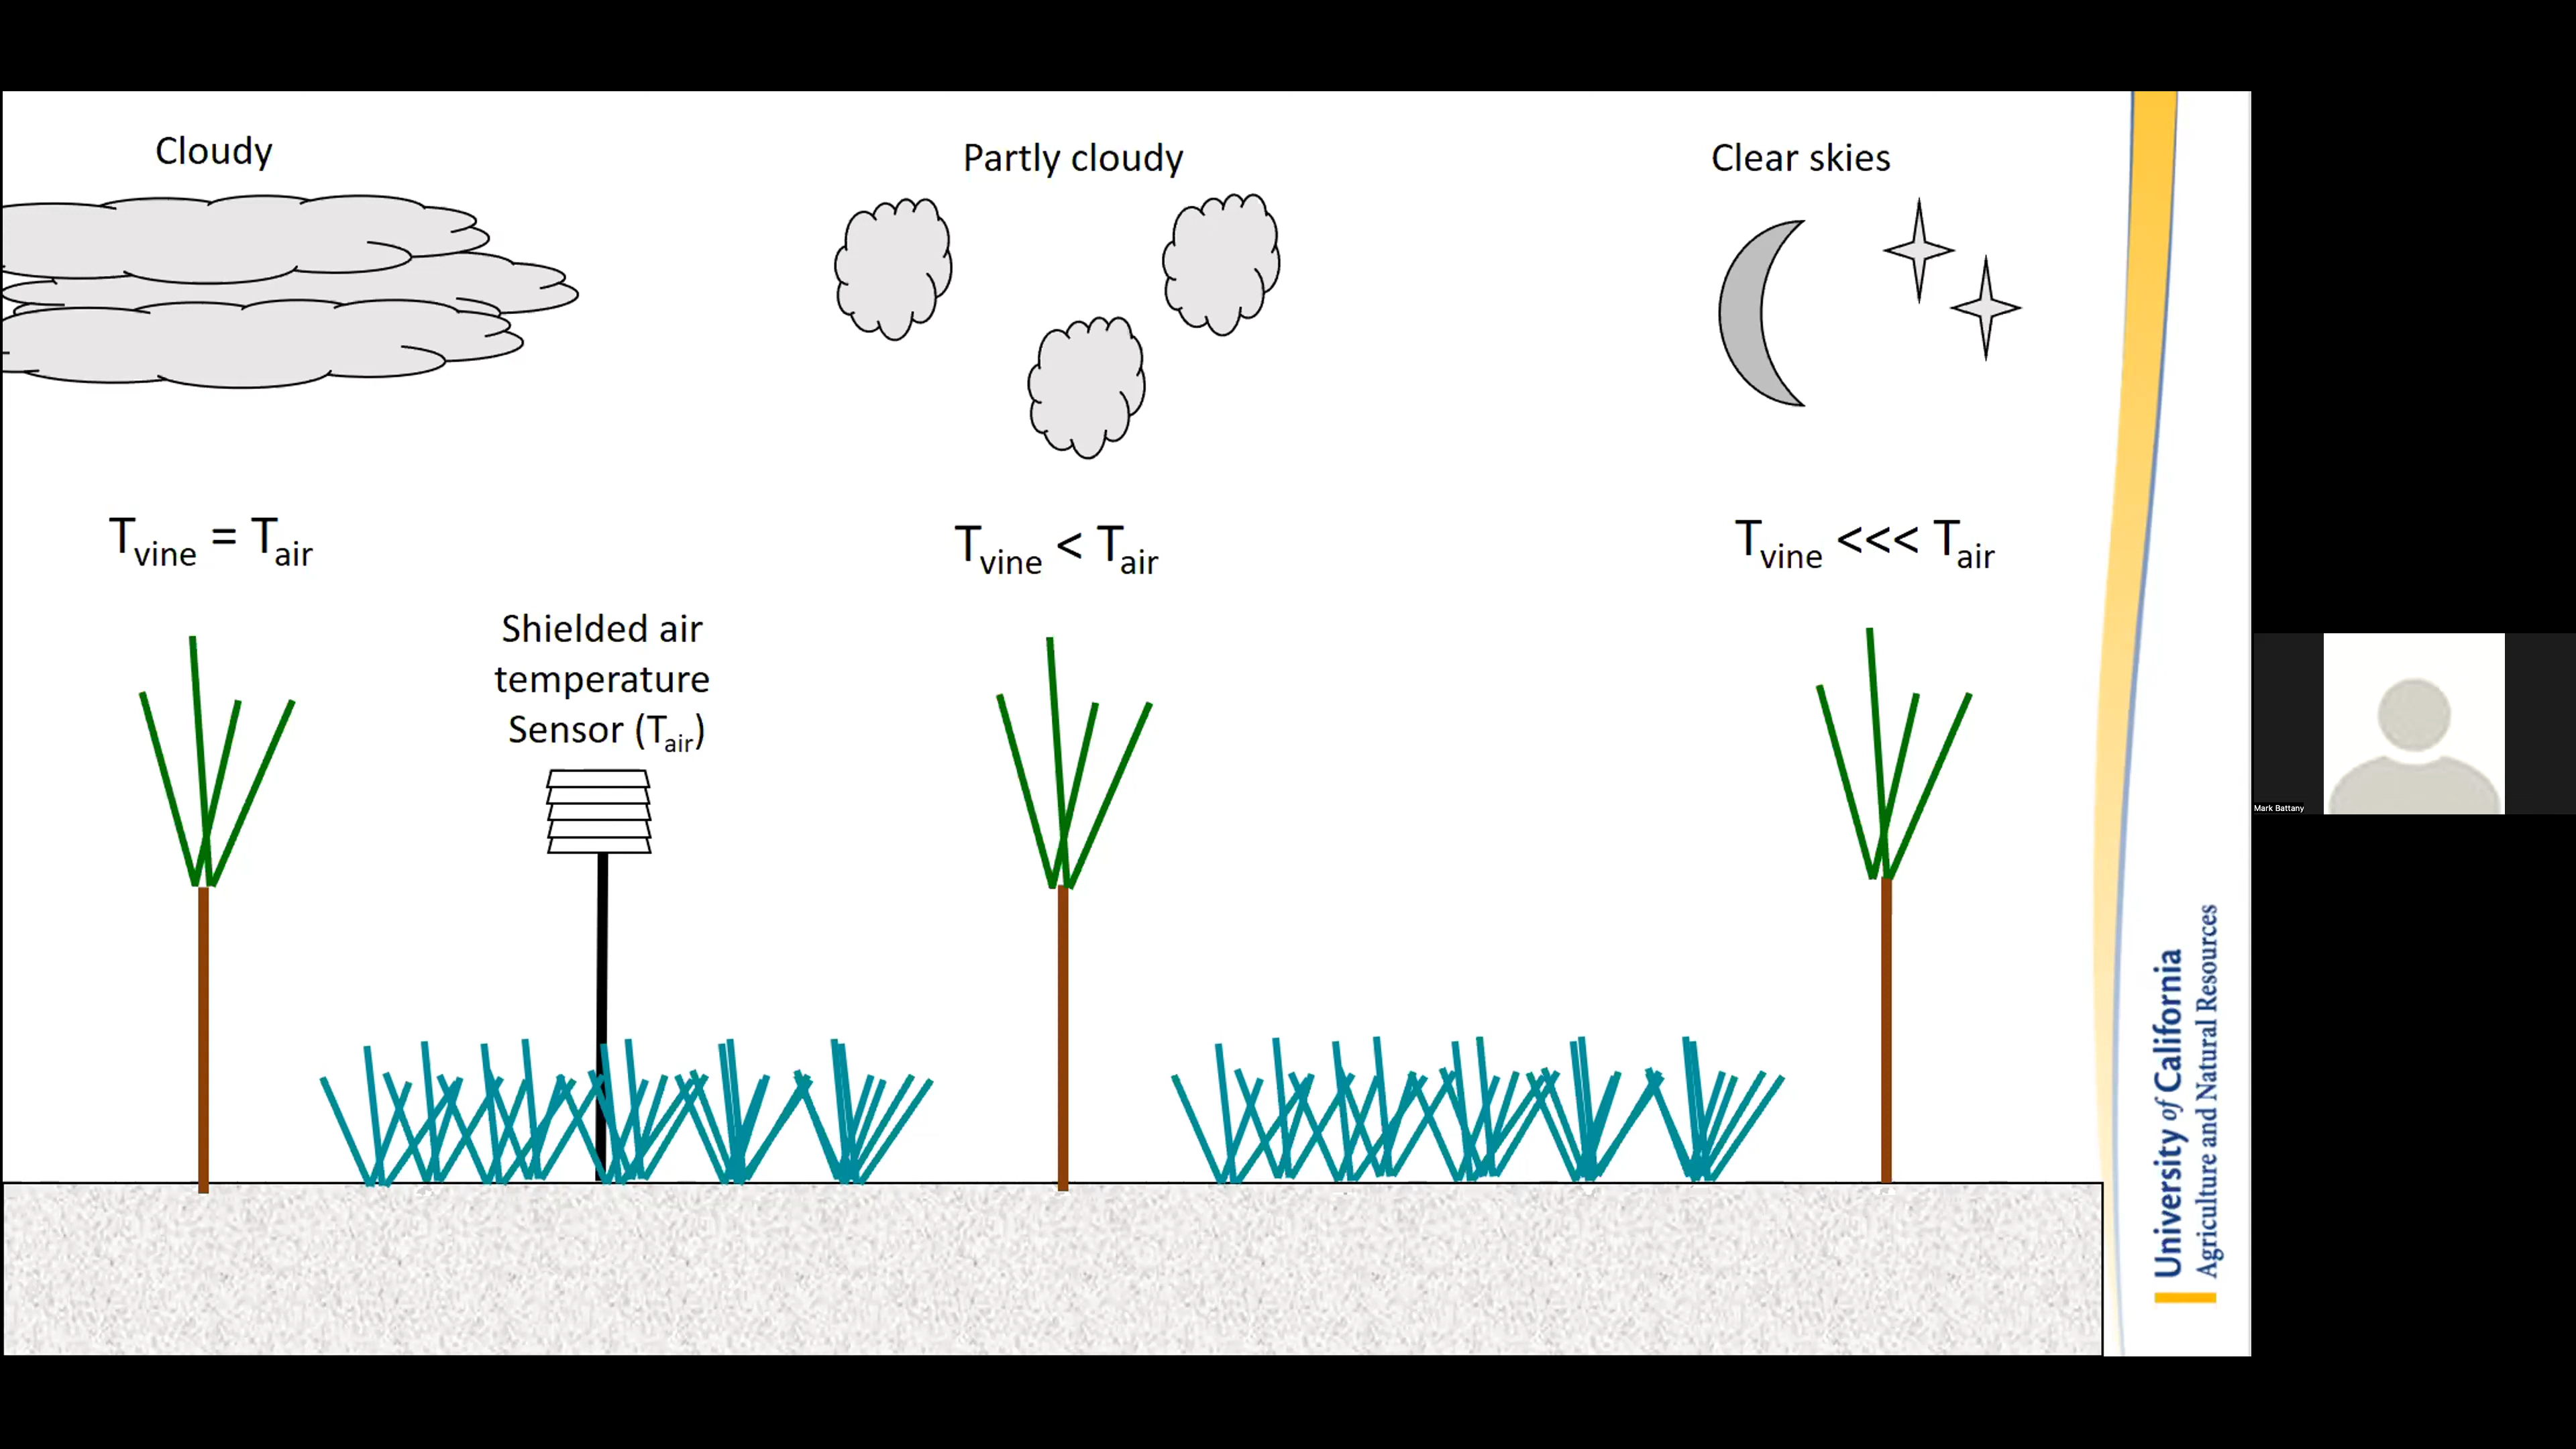 Cloudy
Partly cloudy
Clear skies
Tvine = Tair
Tvine < Tair
Tvine <<< Tair
Shielded air
temperature
Sensor (Tair)
Mark Battany
University of California
Agriculture and Natural Resources